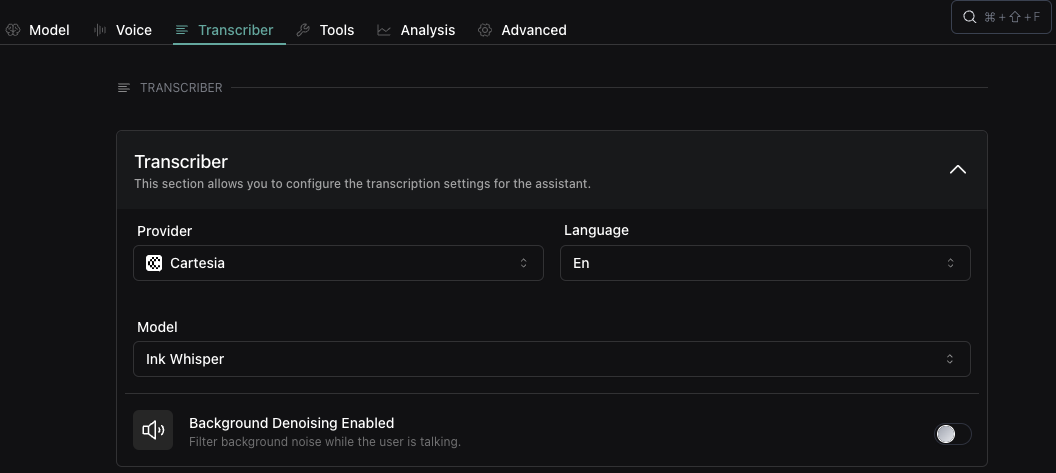 Model Voice Transcriber Tools Analysis Advanced ⌘+⇧+F
TRANSCRIBER
Transcriber
This section allows you to configure the transcription settings for the assistant.
Provider Language
Cartesia En
Model
Ink Whisper
Background Denoising Enabled
Filter background noise while the user is talking.